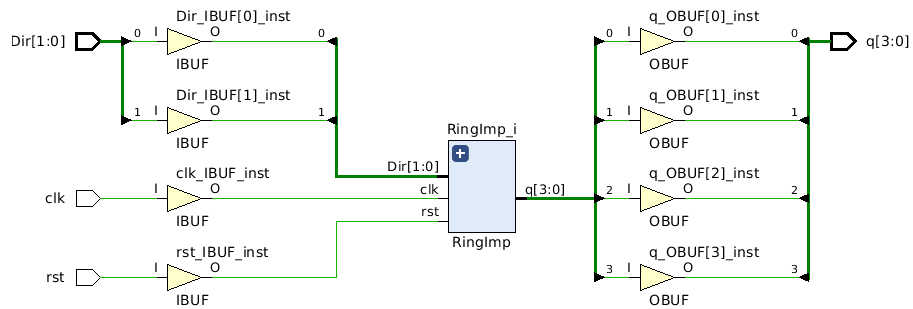 Dir[1:0]
0
Dir_IBUF[0]_inst
I
O
IBUF
0
1
Dir_IBUF[1]_inst
I
O
IBUF
1
clk
clk_IBUF_inst
I
O
IBUF
rst
rst_IBUF_inst
I
O
IBUF
RingImp_i
+
Dir[1:0]
clk
rst
q[3:0]
RingImp
0
q_OBUF[0]_inst
I
O
OBUF
0
1
q_OBUF[1]_inst
I
O
OBUF
1
2
q_OBUF[2]_inst
I
O
OBUF
2
3
q_OBUF[3]_inst
I
O
OBUF
3
q[3:0]